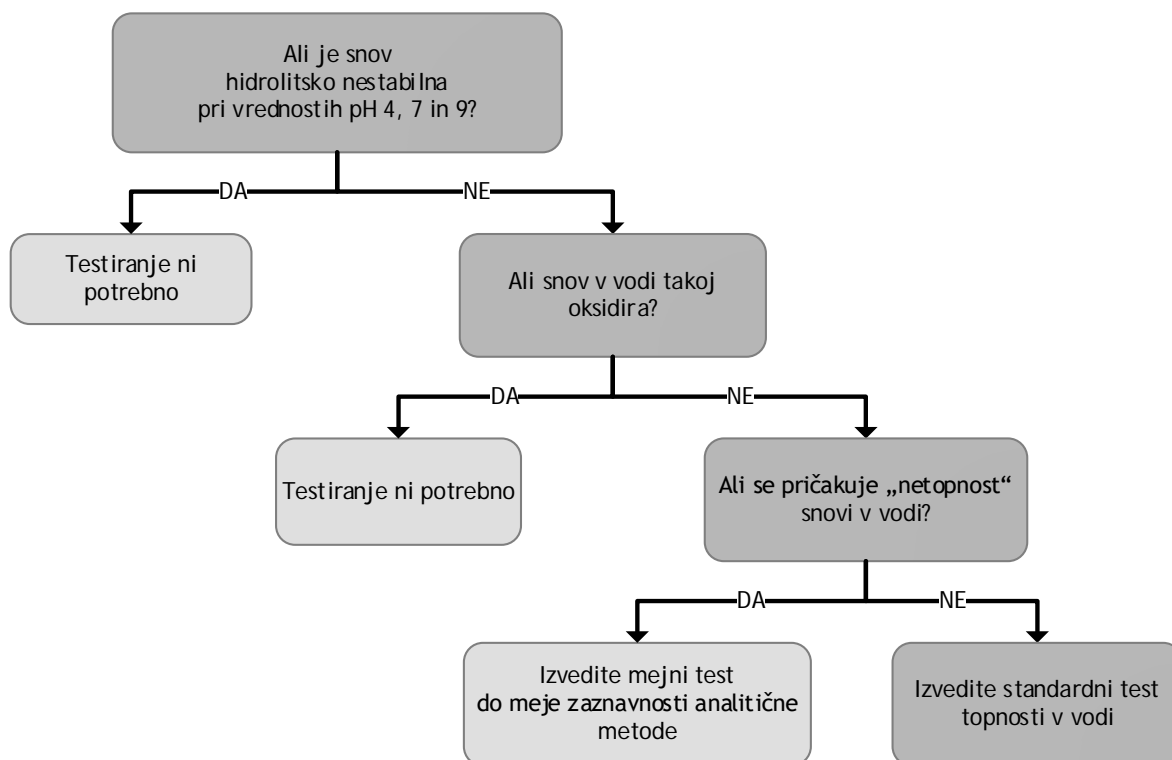 Ali je snov
hidrolitsko nestabilna
pri vrednostih pH 4, 7 in 9?
DA
NE
Testiranje ni
potrebno
Ali snov v vodi takoj
oksidira?
DA
NE
Testiranje ni potrebno
Ali se pričakuje „netopnost“
snovi v vodi?
DA
NE
Izvedite mejni test
do meje zaznavnosti analitične
metode
Izvedite standardni test
topnosti v vodi